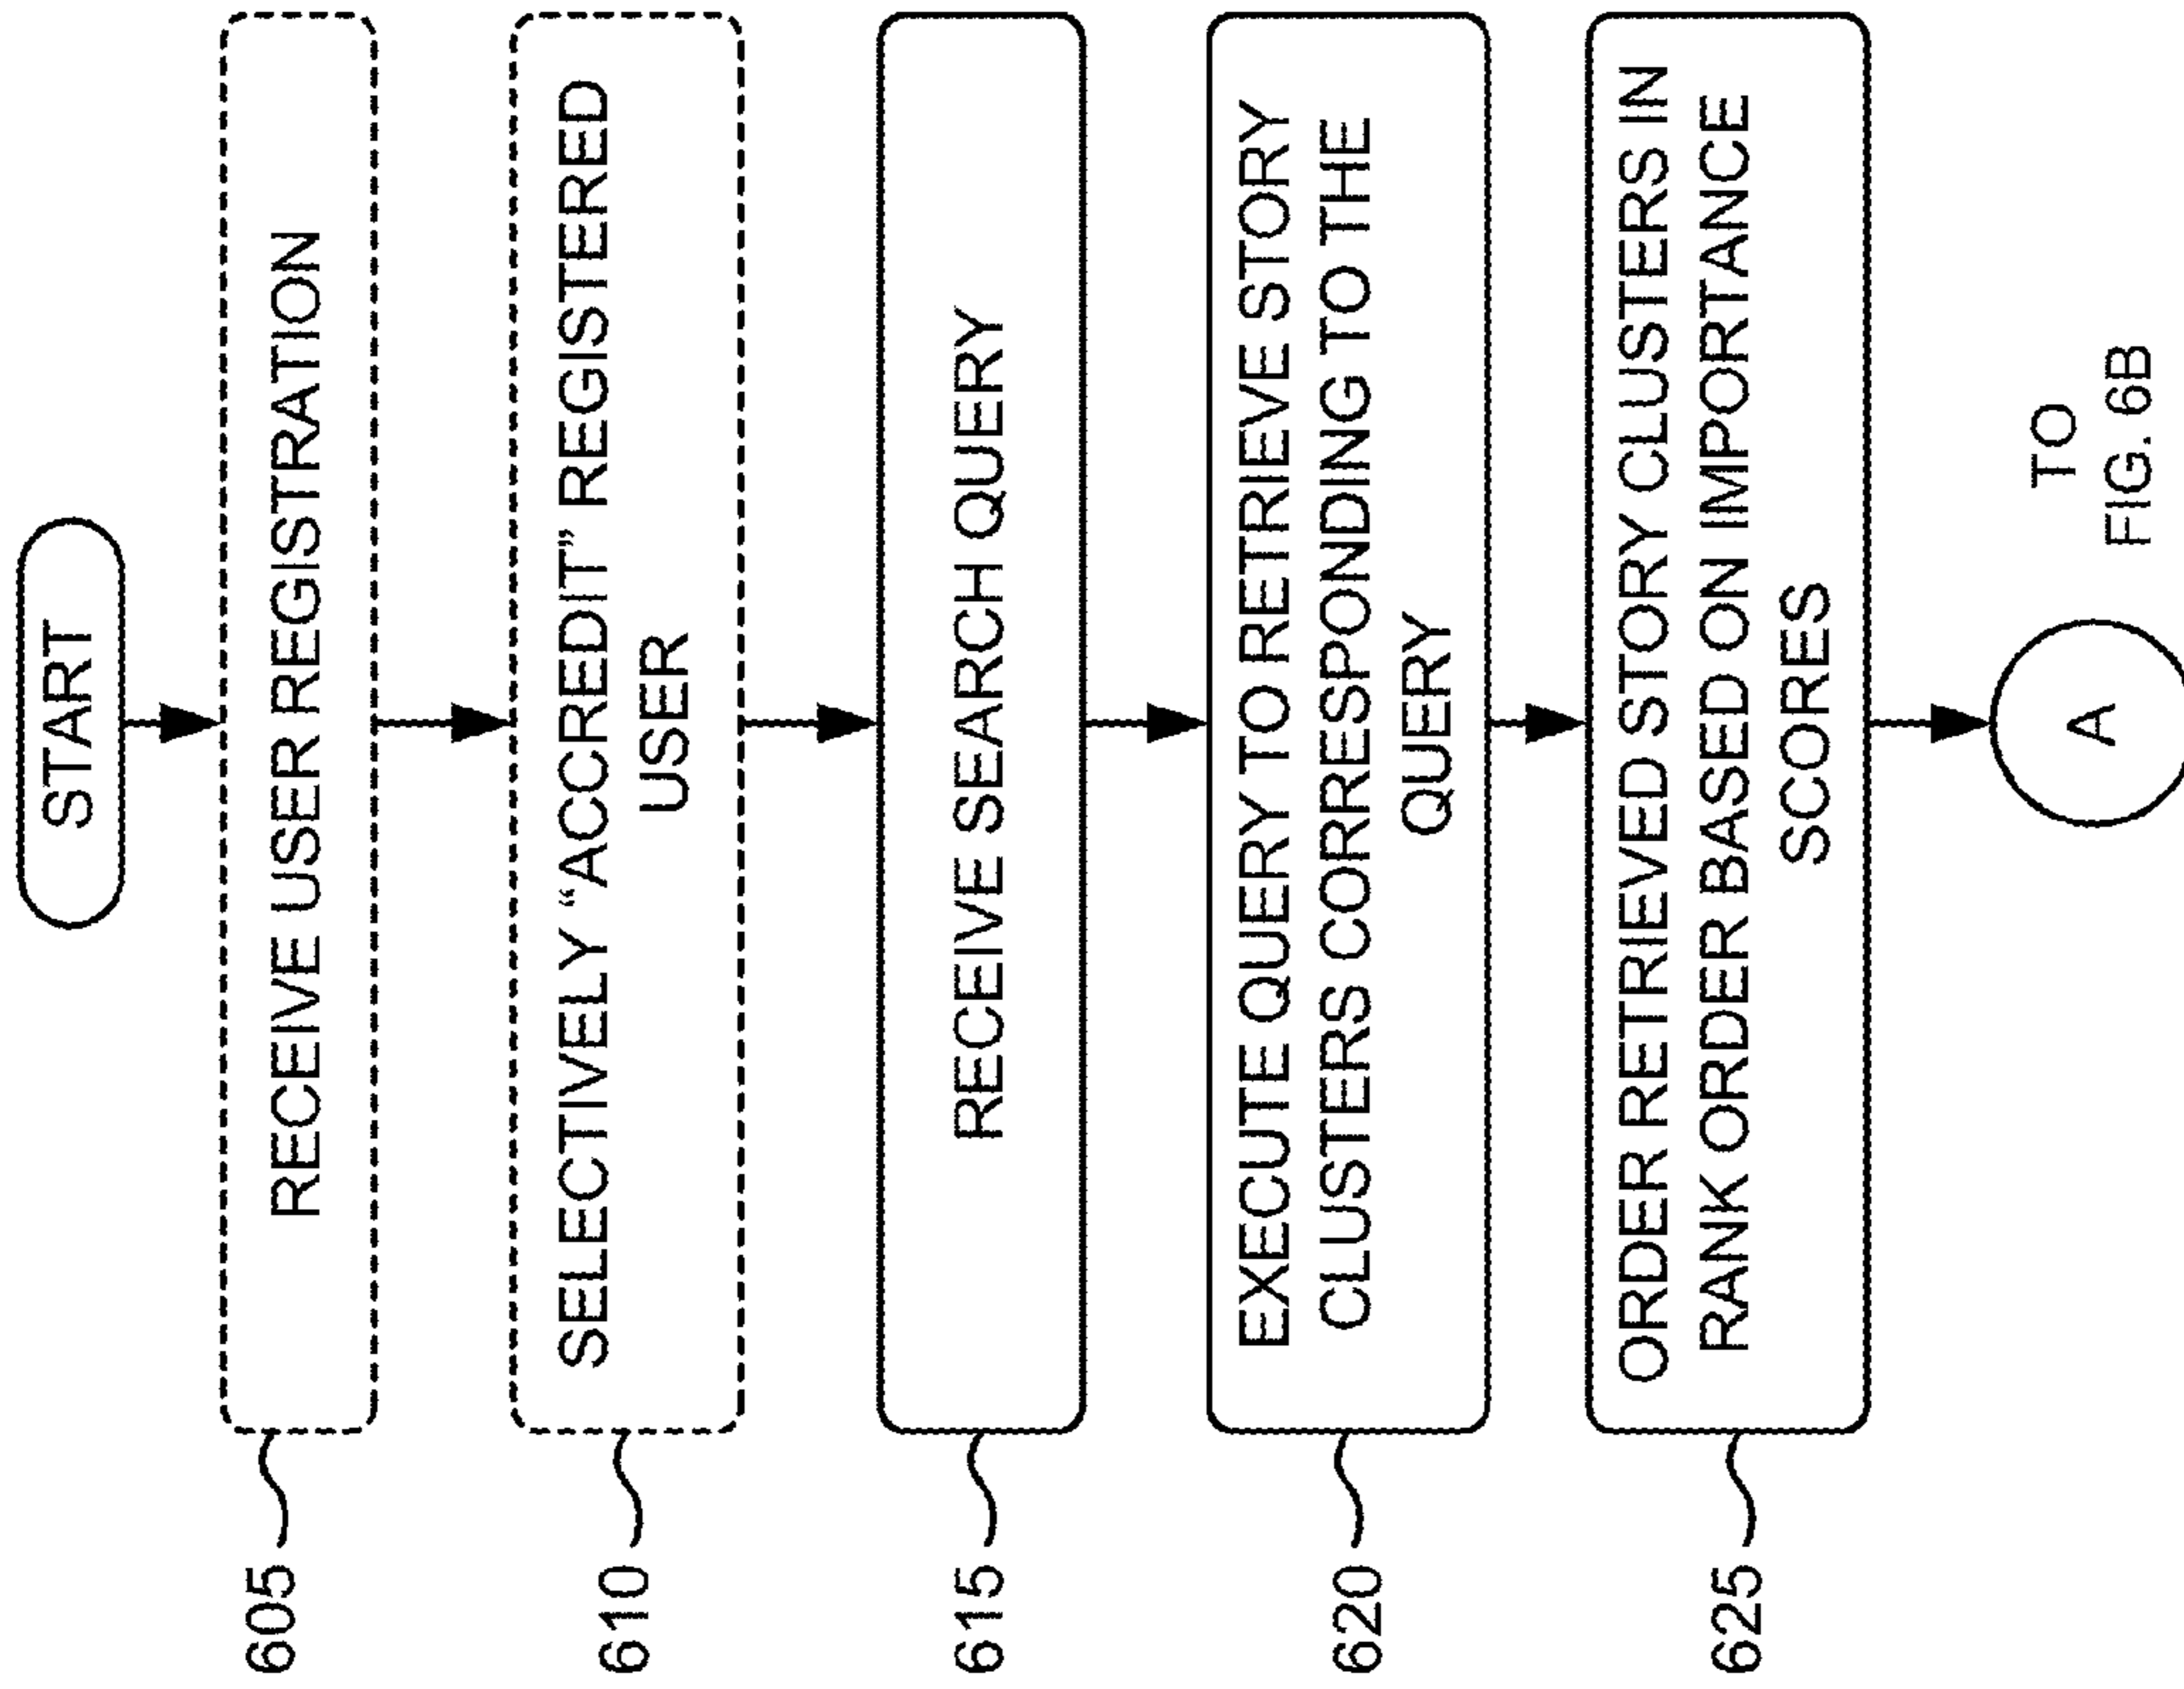 START
605
RECEIVE USER REGISTRATION
610
SELECTIVELY “ACCREDIT” REGISTERED
USER
615
RECEIVE SEARCH QUERY
620
EXECUTE QUERY TO RETRIEVE STORY
CLUSTERS CORRESPONDING TO THE
QUERY
625
ORDER RETRIEVED STORY CLUSTERS IN
RANK ORDER BASED ON IMPORTANCE
SCORES
A
TO
FIG. 6B